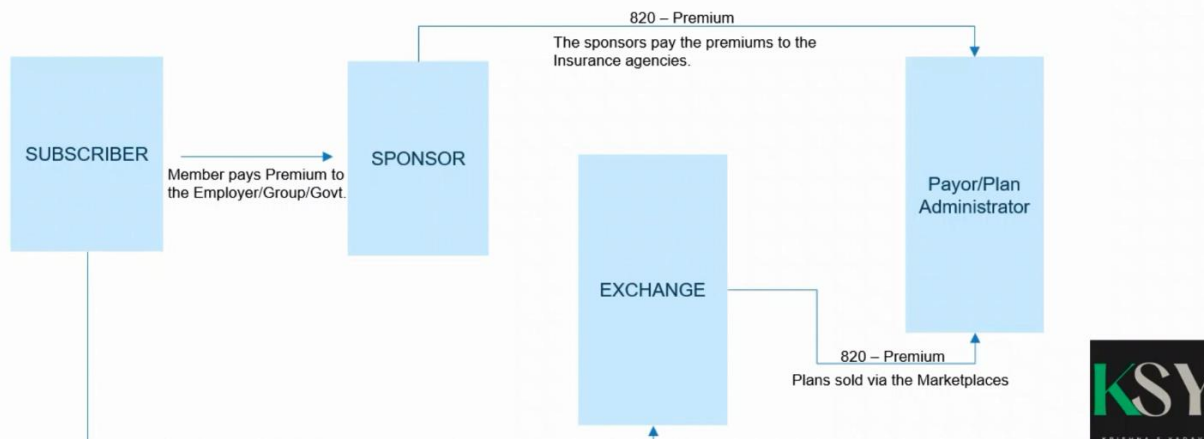 820 – Premium
The sponsors pay the premiums to the
Insurance agencies.
SUBSCRIBER
Member pays Premium to
the Employer/Group/Govt.
SPONSOR
Payor/Plan
Administrator
EXCHANGE
820 – Premium
Plans sold via the Marketplaces
KSY